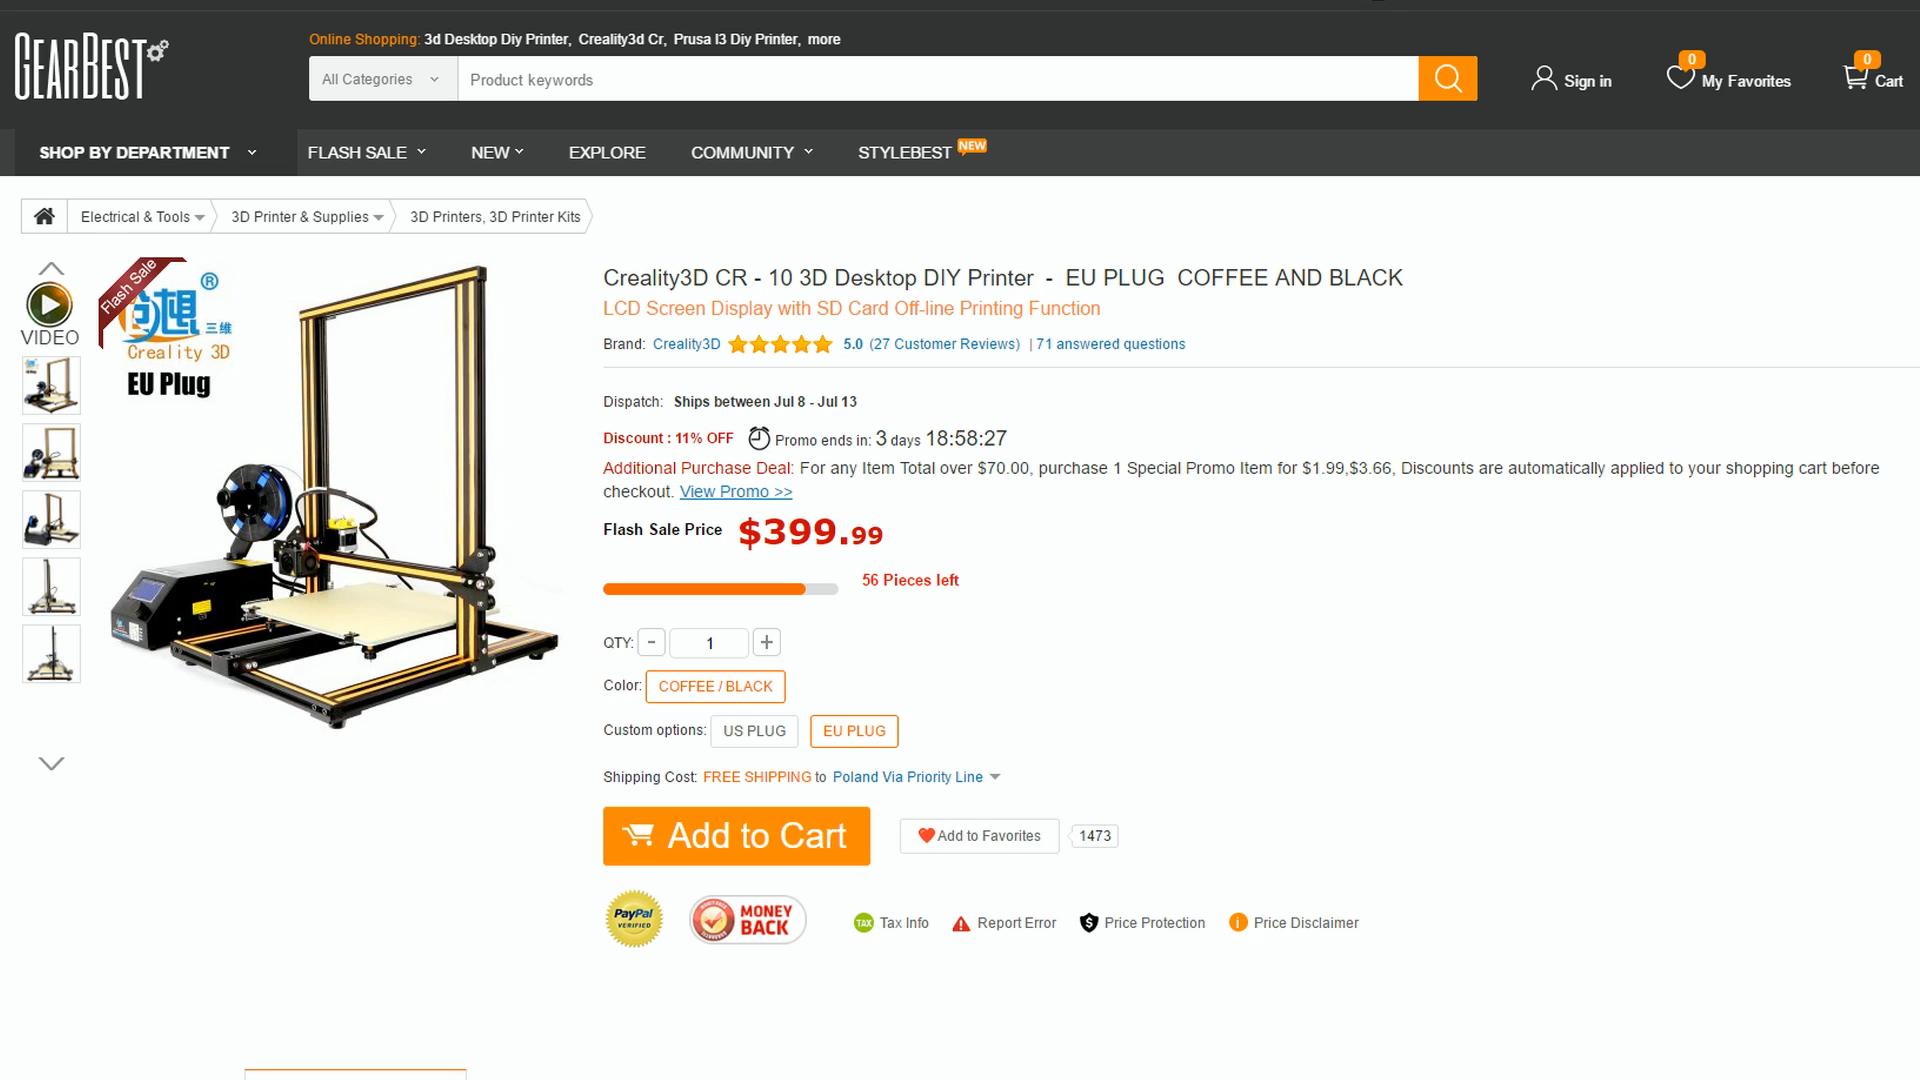 GEARBEST
Online Shopping: 3d Desktop Diy Printer, Creality3d Cr, Prusa I3 Diy Printer, more
All Categories
Product keywords
Sign in
0
My Favorites
0
Cart
SHOP BY DEPARTMENT
FLASH SALE
NEW
EXPLORE
COMMUNITY
STYLEBEST
NEW
Electrical & Tools
3D Printer & Supplies
3D Printers, 3D Printer Kits
VIDEO
Flash Sale
创想
®
三维
Creality 3D
EU Plug
Creality3D CR - 10 3D Desktop DIY Printer - EU PLUG COFFEE AND BLACK
LCD Screen Display with SD Card Off-line Printing Function
Brand: Creality3D 5.0 (27 Customer Reviews) | 71 answered questions
Dispatch: Ships between Jul 8 - Jul 13
Discount : 11% OFF Promo ends in: 3 days 18:58:27
Additional Purchase Deal: For any Item Total over $70.00, purchase 1 Special Promo Item for $1.99,$3.66, Discounts are automatically applied to your shopping cart before
checkout. View Promo >>
Flash Sale Price $399.99
56 Pieces left
QTY: - 1 +
Color: COFFEE / BLACK
Custom options: US PLUG EU PLUG
Shipping Cost: FREE SHIPPING to Poland Via Priority Line
Add to Cart
Add to Favorites
1473
PayPal
VERIFIED
MONEY
BACK
TAX Tax Info
Report Error
$ Price Protection
i Price Disclaimer